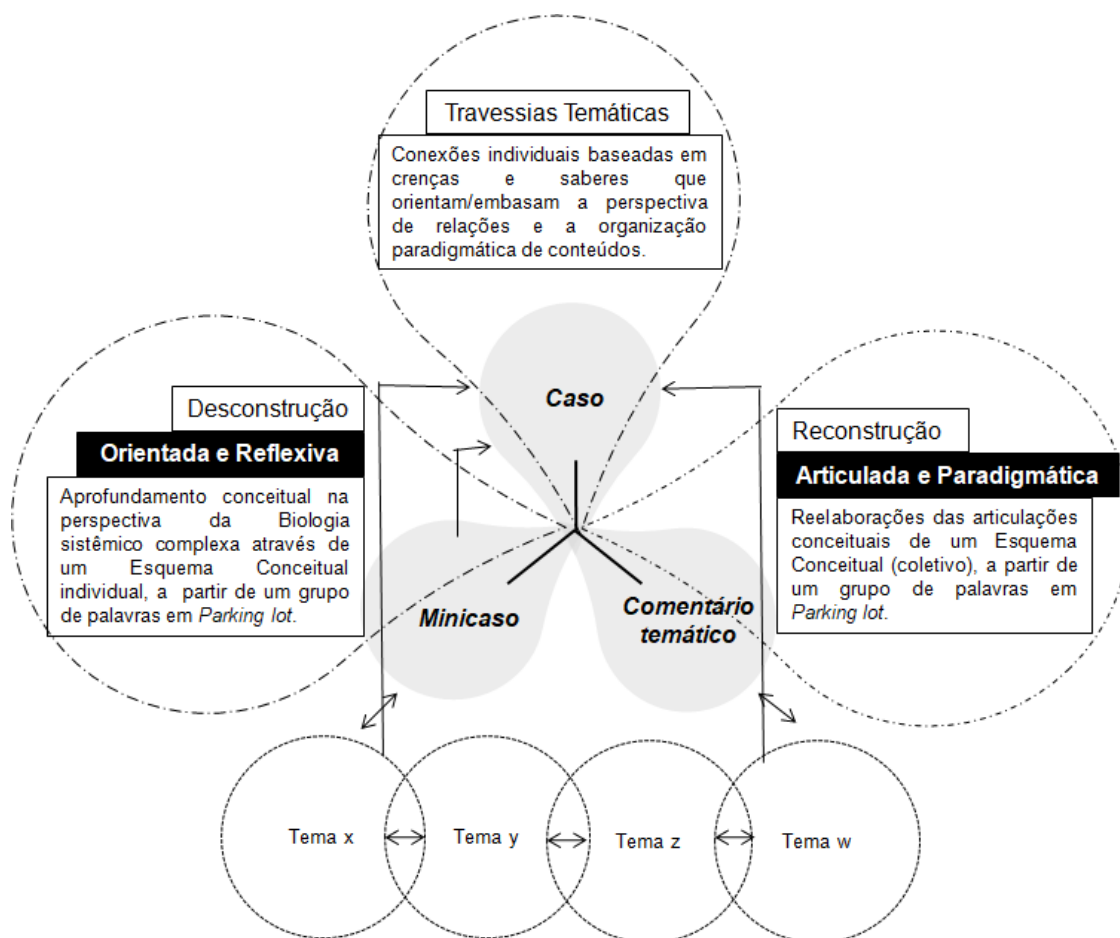 Travessias Temáticas
Conexões individuais baseadas em
crenças e saberes que
orientam/embasam a perspectiva
de relações e a organização
paradigmática de conteúdos.
Caso
Desconstrução
Orientada e Reflexiva
Aprofundamento conceitual na
perspectiva da Biologia
sistêmico complexa através de
um Esquema Conceitual
individual, a partir de um grupo
de palavras em Parking lot.
Reconstrução
Articulada e Paradigmática
Reelaborações das articulações
conceituais de um Esquema
Conceitual (coletivo), a partir de
um grupo de palavras em
Parking lot.
Minicaso
Comentário
temático
Tema x
Tema y
Tema z
Tema w